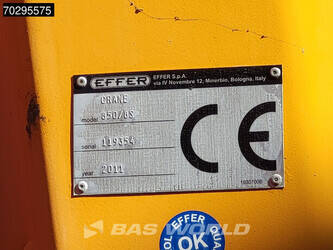 70295575
EFFER
EFFER S.p.A.
via IV Novembre 12, Minerbio, Bologna, Italy
CRANE
model 850/8S
serial 119354
year 2011
CE
EFFER
OK
BAS WORLD